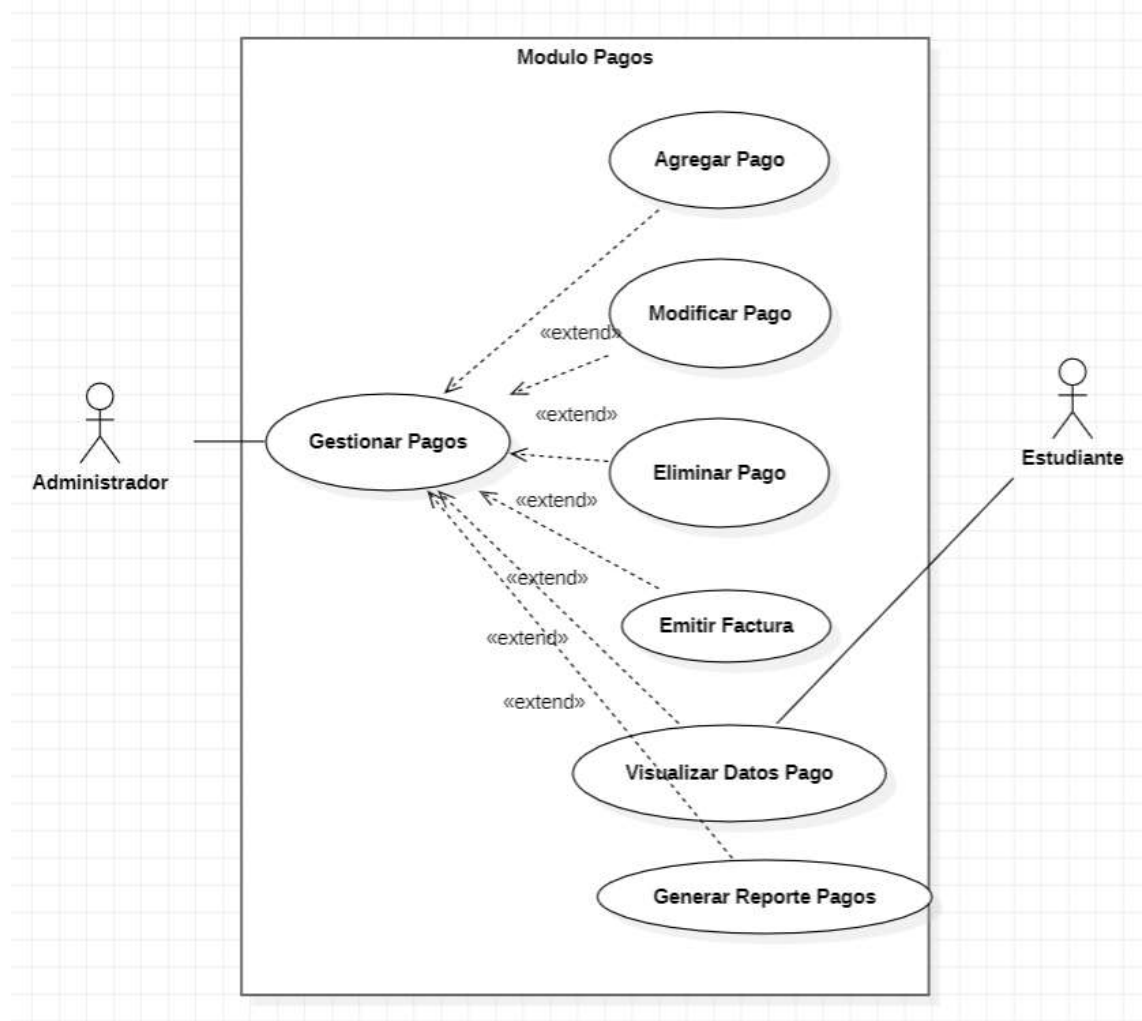 Modulo Pagos
Agregar Pago
Modificar Pago
«extend»
«extend»
Gestionar Pagos
Eliminar Pago
Estudiante
Administrador
«extend»
«extend»
Emitir Factura
«extend»
«extend»
Visualizar Datos Pago
Generar Reporte Pagos